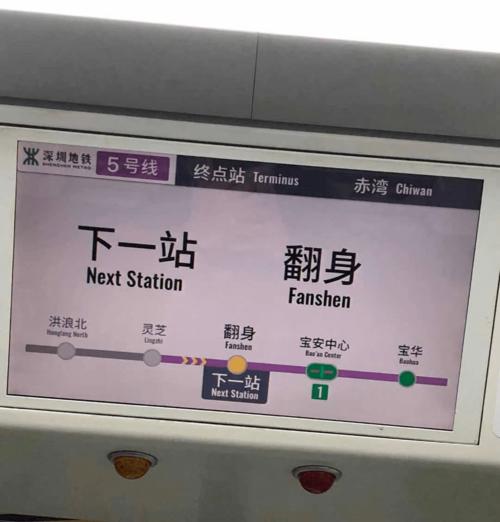 深圳地铁
SHENZHEN METRO
5号线
终点站 Terminus
赤湾 Chiwan
下一站
Next Station
翻身
Fanshen
洪浪北
Honglang North
灵芝
Lingzhi
翻身
Fanshen
宝安中心
Bao'an Center
宝华
Baohua
下一站
Next Station
1